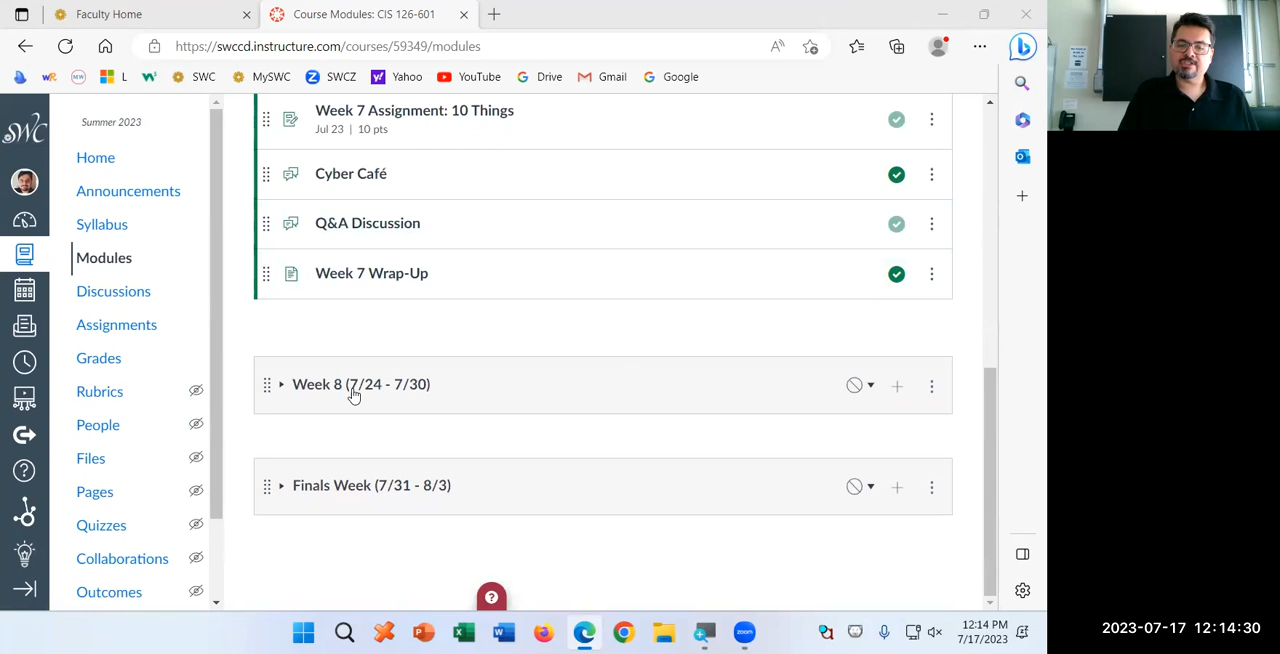 Faculty Home
Course Modules: CIS 126-601
https://swccd.instructure.com/courses/59349/modules
L
SWC
MySWC
SWCZ
Yahoo
YouTube
Drive
Gmail
Google
SWC
Summer 2023
Home
Announcements
Syllabus
Modules
Discussions
Assignments
Grades
Rubrics
People
Files
Pages
Quizzes
Collaborations
Outcomes
Week 7 Assignment: 10 Things
Jul 23 | 10 pts
Cyber Café
Q&A Discussion
Week 7 Wrap-Up
Week 8 (7/24 - 7/30)
Finals Week (7/31 - 8/3)
zoom
12:14 PM
7/17/2023
2023-07-17 12:14:30